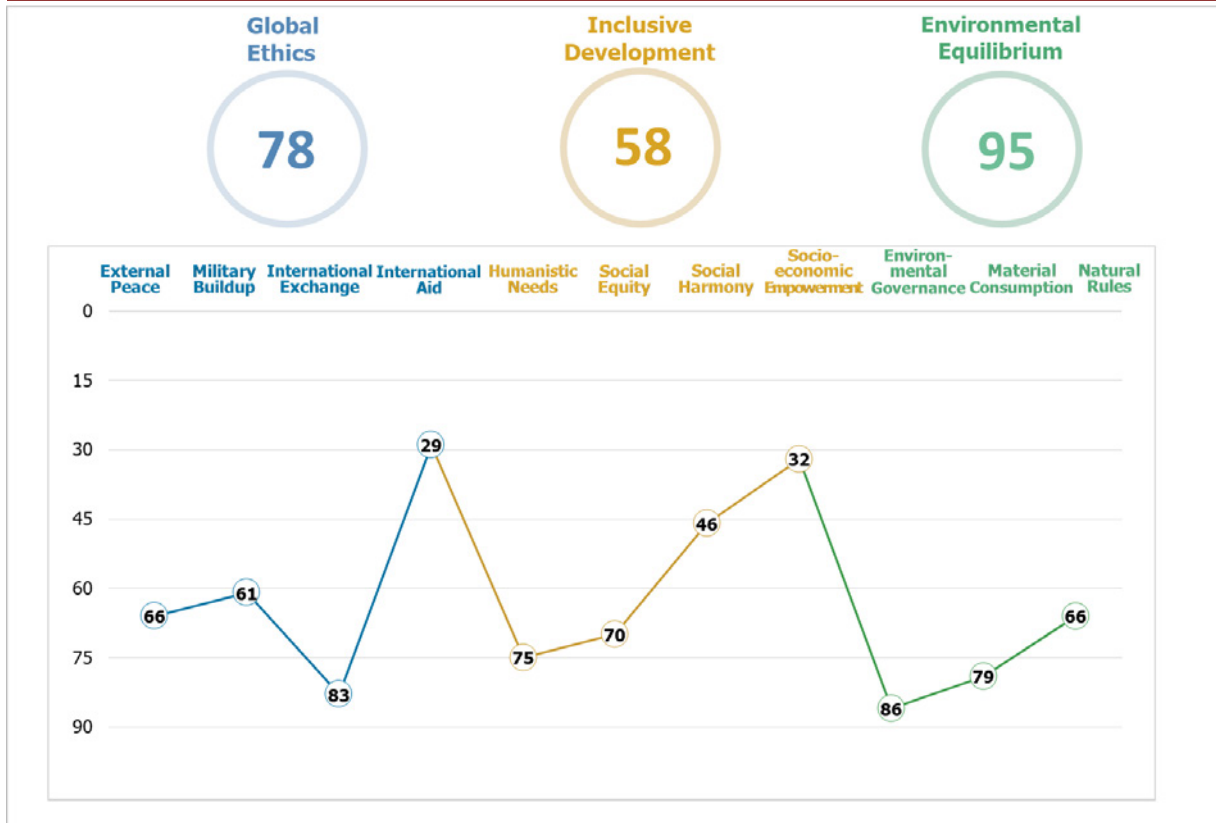 Global
Ethics
78
Inclusive
Development
58
Environmental
Equilibrium
95
External
Peace
Military
Buildup
International
Exchange
International
Aid
Humanistic
Needs
Social
Equity
Social
Harmony
Socio-
economic
Empowerment
Environ-
mental
Governance
Material
Consumption
Natural
Rules
0
15
30
45
60
75
90
66
61
83
29
75
70
46
32
86
79
66